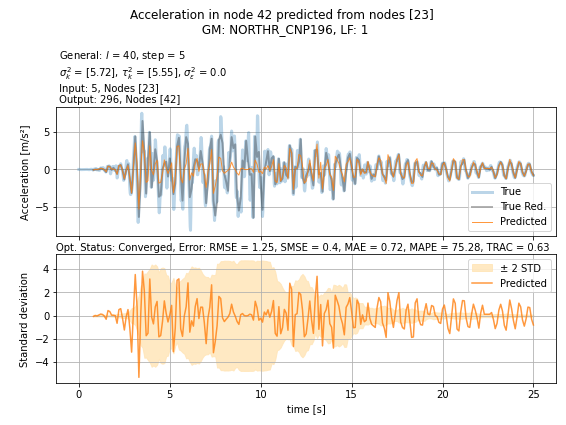 Acceleration in node 42 predicted from nodes [23]
GM: NORTHR_CNP196, LF: 1
General: l = 40, step = 5
σ²ₖ = [5.72], τ²ₖ = [5.55], σ²ε = 0.0
Input: 5, Nodes [23]
Output: 296, Nodes [42]
Acceleration [m/s²]
5
0
−5
True
True Red.
Predicted
Opt. Status: Converged, Error: RMSE = 1.25, SMSE = 0.4, MAE = 0.72, MAPE = 75.28, TRAC = 0.63
Standard deviation
4
2
0
−2
−4
± 2 STD
Predicted
0 5 10 15 20 25
time [s]